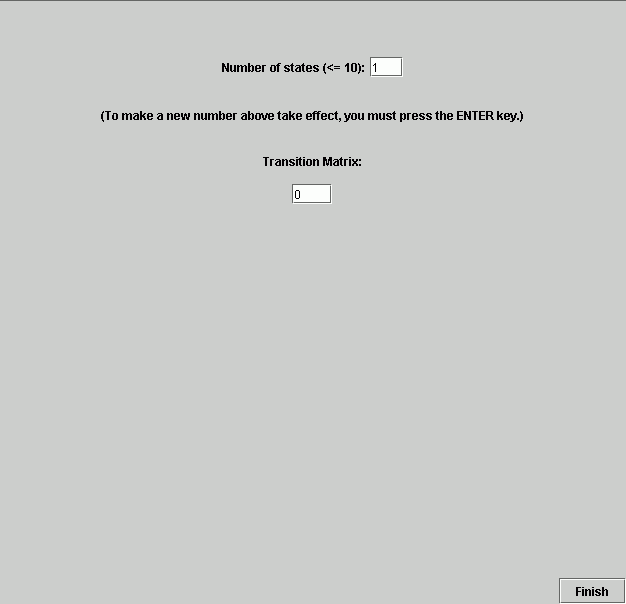 Number of states (<= 10): 1
(To make a new number above take effect, you must press the ENTER key.)
Transition Matrix:
0
Finish